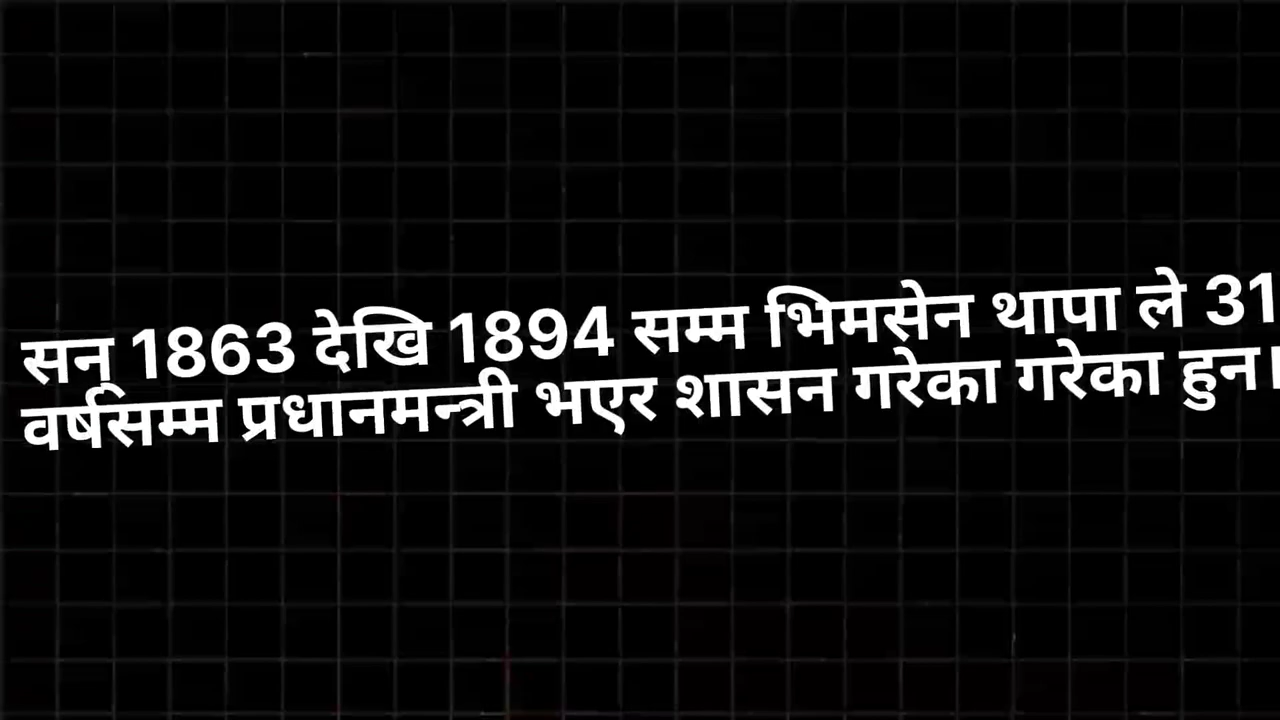 सन् 1863 देखि 1894 सम्म भिमसेन थापा ले 31
वर्षसम्म प्रधानमन्त्री भएर शासन गरेका गरेका हुन।